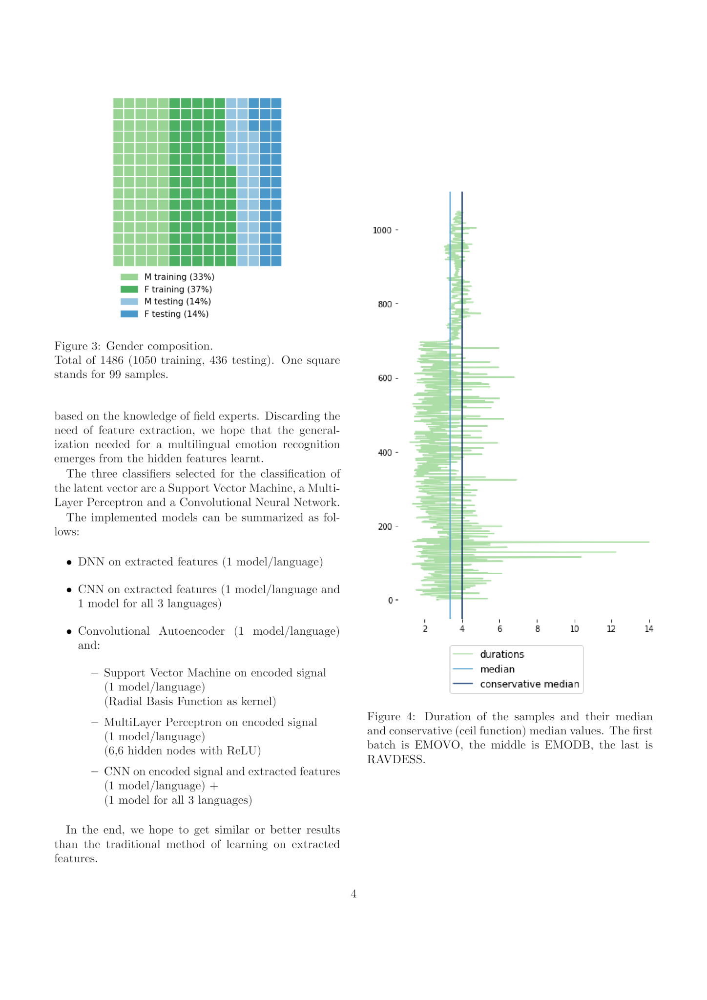 M training (33%)
F training (37%)
M testing (14%)
F testing (14%)
Figure 3: Gender composition.
Total of 1486 (1050 training, 436 testing). One square
stands for 99 samples.
based on the knowledge of field experts. Discarding the
need of feature extraction, we hope that the general-
ization needed for a multilingual emotion recognition
emerges from the hidden features learnt.
The three classifiers selected for the classification of
the latent vector are a Support Vector Machine, a Multi-
Layer Perceptron and a Convolutional Neural Network.
The implemented models can be summarized as fol-
lows:
• DNN on extracted features (1 model/language)
• CNN on extracted features (1 model/language and
1 model for all 3 languages)
• Convolutional Autoencoder (1 model/language)
and:
– Support Vector Machine on encoded signal
(1 model/language)
(Radial Basis Function as kernel)
– MultiLayer Perceptron on encoded signal
(1 model/language)
(6,6 hidden nodes with ReLU)
– CNN on encoded signal and extracted features
(1 model/language) +
(1 model for all 3 languages)
In the end, we hope to get similar or better results
than the traditional method of learning on extracted
features.
1000
800
600
400
200
0
2 4 6 8 10 12 14
durations
median
conservative median
Figure 4: Duration of the samples and their median
and conservative (ceil function) median values. The first
batch is EMOVO, the middle is EMODB, the last is
RAVDESS.
4